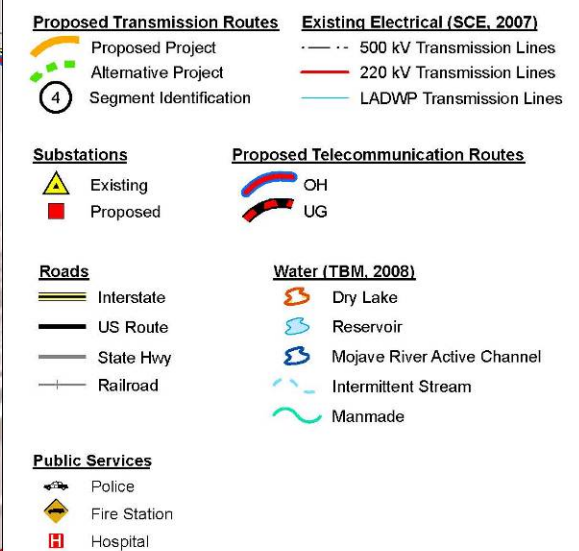 Proposed Transmission Routes
Proposed Project
Alternative Project
4 Segment Identification
Existing Electrical (SCE, 2007)
500 kV Transmission Lines
220 kV Transmission Lines
LADWP Transmission Lines
Substations
Existing
Proposed
Proposed Telecommunication Routes
OH
UG
Roads
Interstate
US Route
State Hwy
Railroad
Water (TBM, 2008)
Dry Lake
Reservoir
Mojave River Active Channel
Intermittent Stream
Manmade
Public Services
Police
Fire Station
H Hospital